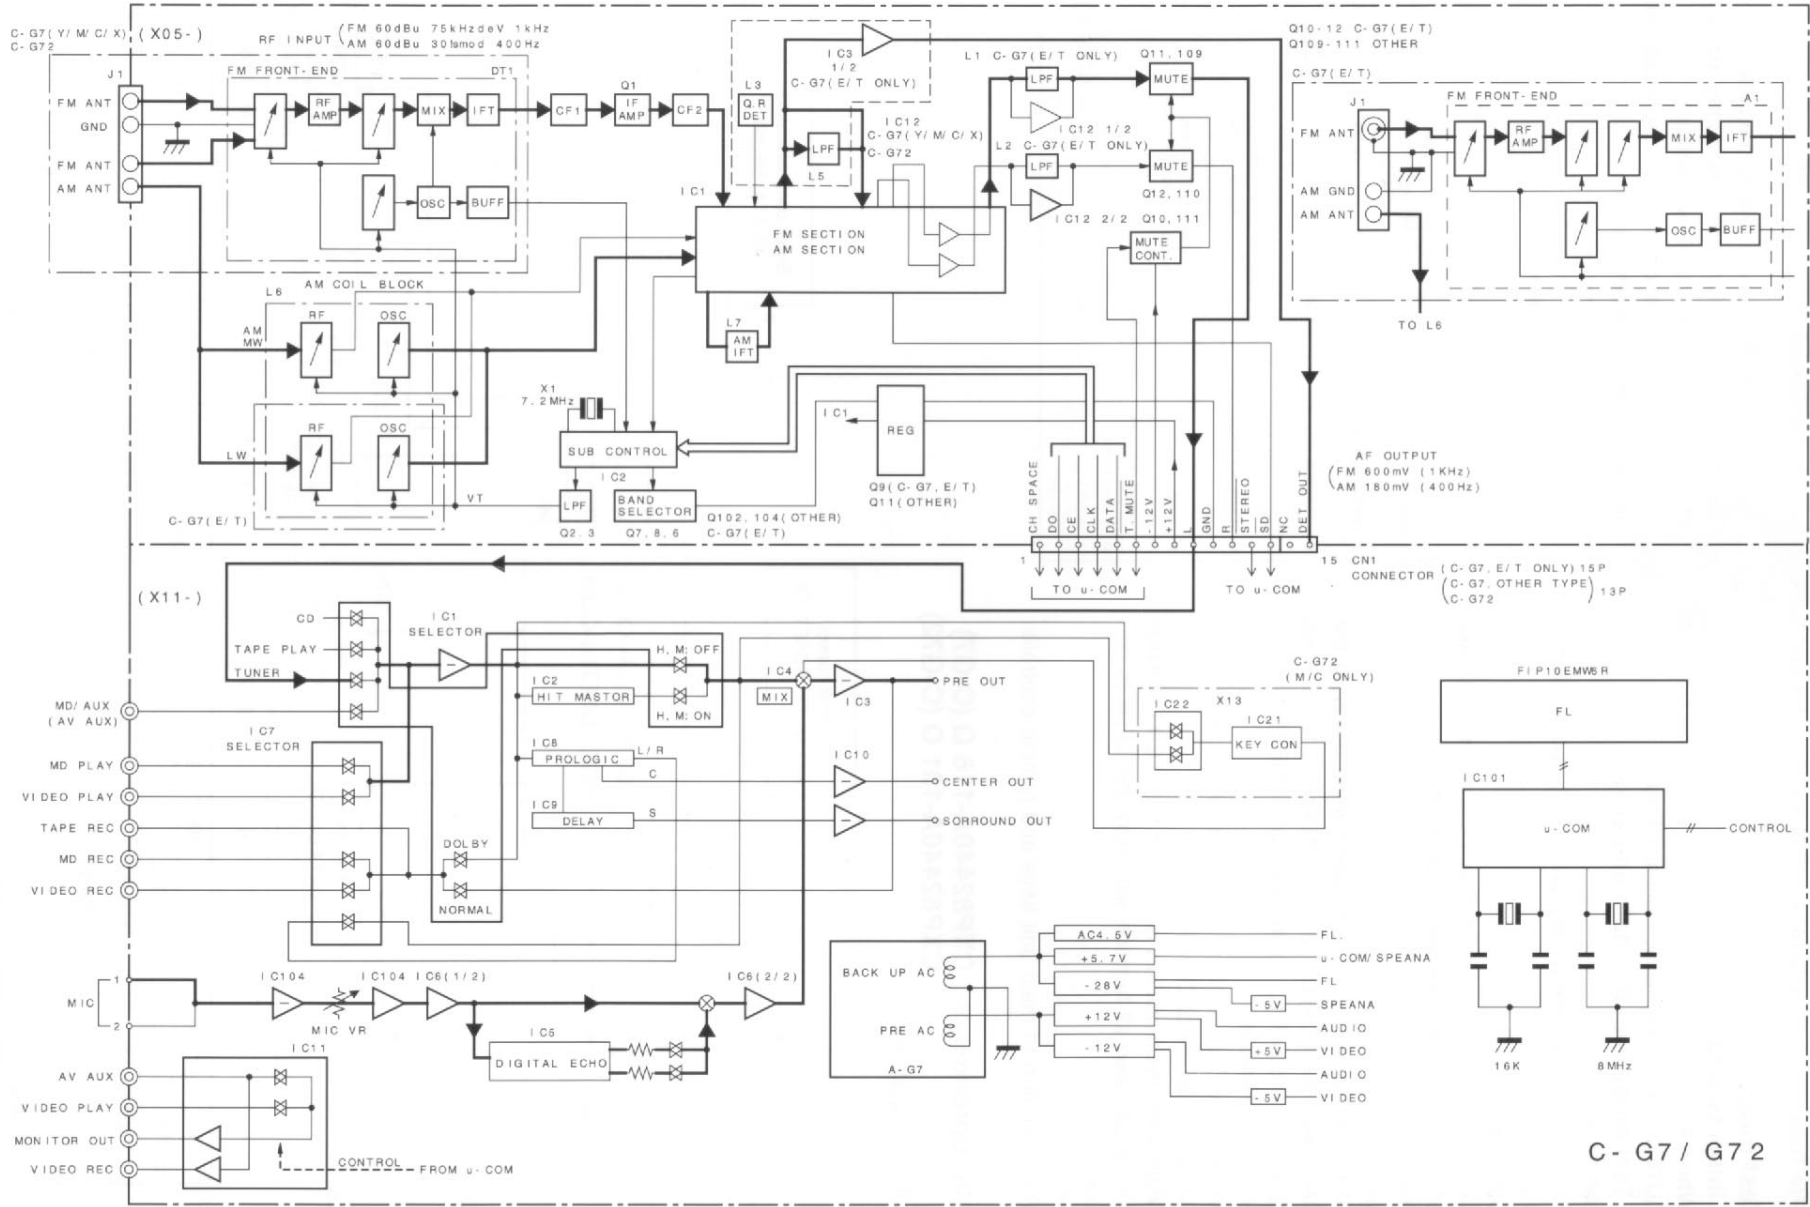 C-G7(Y/M/C/X)
C-G72
(X05-)
RF INPUT
(FM 60dBu 75kHzdeV 1kHz
AM 60dBu 30%mod 400Hz
J1
FM FRONT-END
DT1
FM ANT
GND
FM ANT
AM ANT
RF
AMP
MIX
IFT
OSC
BUFF
CF1
Q1
IF
AMP
CF2
L3
Q.R
DET
IC3
1/2
C-G7(E/T ONLY)
LPF
L5
IC12
C-G7(Y/M/C/X)
C-G72
IC1
FM SECTION
AM SECTION
L7
AM
IFT
L1 C-G7(E/T ONLY)
LPF
IC12 1/2
L2 C-G7(E/T ONLY)
LPF
IC12 2/2
Q11,109
MUTE
MUTE
Q12,110
Q10,111
MUTE
CONT.
Q10-12 C-G7(E/T)
Q109-111 OTHER
C-G7(E/T)
J1
FM FRONT-END
A1
FM ANT
AM GND
AM ANT
RF
AMP
MIX
IFT
OSC
BUFF
TO L6
AM COIL BLOCK
L6
RF
OSC
AM
MW
RF
OSC
LW
C-G7(E/T)
VT
X1
7.2MHz
SUB CONTROL
IC2
LPF
Q2,3
BAND
SELECTOR
Q7,8,6
Q102,104(OTHER)
C-G7(E/T)
IC1
REG
Q9(C-G7,E/T)
Q11(OTHER)
CH SPACE
DO
CE
CLK
DATA
T.MUTE
-12V
+12V
L
GND
R
STEREO
SD
NC
DET OUT
AF OUTPUT
(FM 600mV (1KHz)
AM 180mV (400Hz)
1
15
CN1
CONNECTOR
(C-G7,E/T ONLY)15P
(C-G7,OTHER TYPE)
C-G72
13P
TO u-COM
TO u-COM
(X11-)
CD
TAPE PLAY
TUNER
IC1
SELECTOR
H.M:OFF
IC2
HIT MASTOR
H.M:ON
IC4
MIX
IC3
PRE OUT
MD/AUX
(AV AUX)
IC7
SELECTOR
MD PLAY
VIDEO PLAY
TAPE REC
MD REC
VIDEO REC
IC8
PROLOGIC
L/R
C
IC9
DELAY
S
IC10
CENTER OUT
SORROUND OUT
DOLBY
NORMAL
C-G72
(M/C ONLY)
X13
IC22
IC21
KEY CON
FIP10EMW6R
FL
IC101
u-COM
CONTROL
16K
8MHz
MIC
1
2
IC104
MIC VR
IC104
IC6(1/2)
IC6(2/2)
IC5
DIGITAL ECHO
BACK UP AC
PRE AC
A-G7
AC4.5V
+5.7V
-28V
+12V
-12V
-5V
+5V
-5V
FL.
u-COM/SPEANA
FL
SPEANA
AUDIO
VIDEO
AUDIO
VIDEO
IC11
AV AUX
VIDEO PLAY
MONITOR OUT
VIDEO REC
CONTROL
FROM u-COM
C-G7/G72